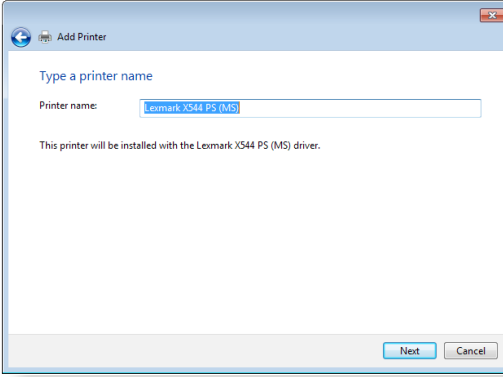 Add Printer
Type a printer name
Printer name:
Lexmark X544 PS (MS)
This printer will be installed with the Lexmark X544 PS (MS) driver.
Next
Cancel